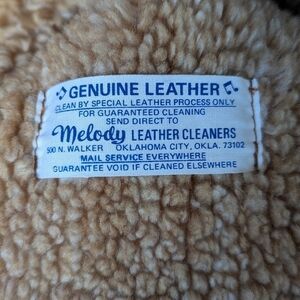 GENUINE LEATHER
CLEAN BY SPECIAL LEATHER PROCESS ONLY
FOR GUARANTEED CLEANING
SEND DIRECT TO
Melody LEATHER CLEANERS
500 N. WALKER OKLAHOMA CITY, OKLA. 73102
MAIL SERVICE EVERYWHERE
GUARANTEE VOID IF CLEANED ELSEWHERE